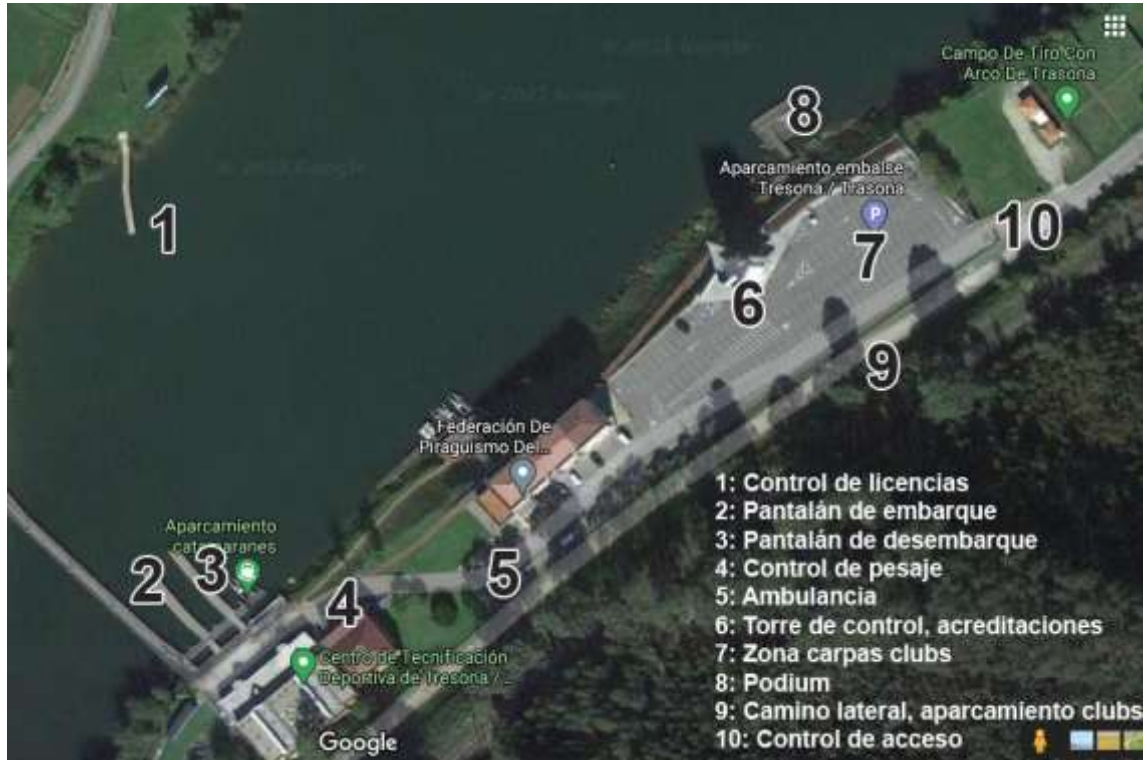 Campo De Tiro Con
Arco De Trasona
8
Aparcamiento embalse
Tresona / Trasona
P
1
10
7
6
9
Federación De
Piragüismo Del...
Aparcamiento
catamaranes
2
3
5
4
Centro de Tecnificación
Deportiva de Tresona /...
Google
1: Control de licencias
2: Pantalán de embarque
3: Pantalán de desembarque
4: Control de pesaje
5: Ambulancia
6: Torre de control, acreditaciones
7: Zona carpas clubs
8: Podium
9: Camino lateral, aparcamiento clubs
10: Control de acceso